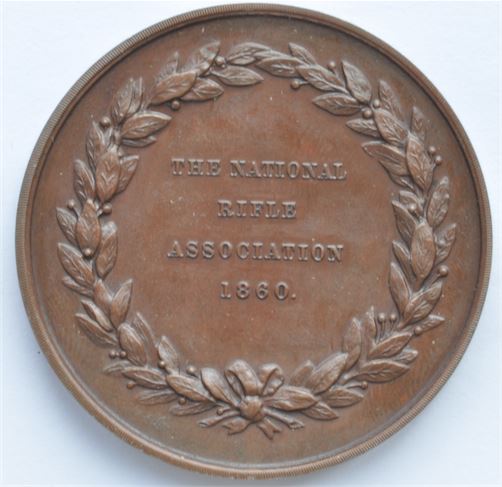 THE NATIONAL
RIFLE
ASSOCIATION
1860.